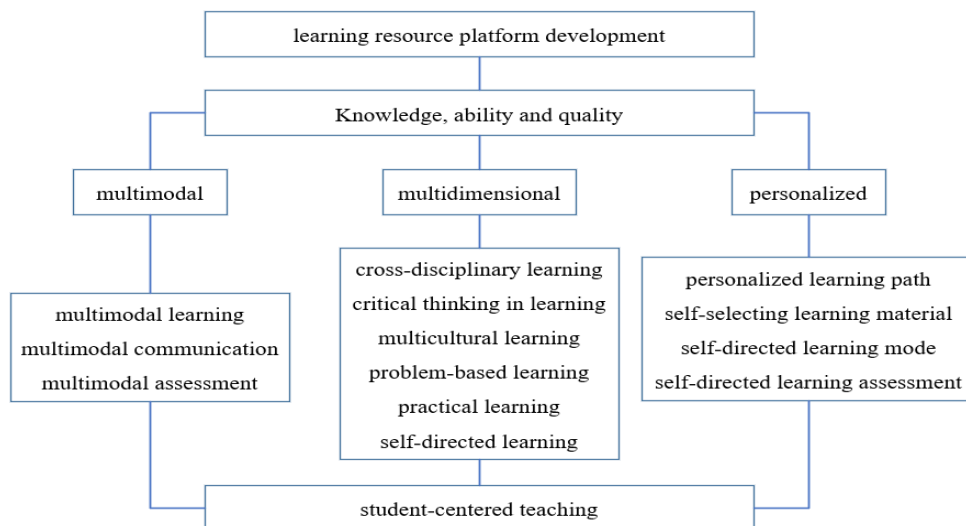 learning resource platform development
Knowledge, ability and quality
multimodal
multidimensional
personalized
multimodal learning
multimodal communication
multimodal assessment
cross-disciplinary learning
critical thinking in learning
multicultural learning
problem-based learning
practical learning
self-directed learning
personalized learning path
self-selecting learning material
self-directed learning mode
self-directed learning assessment
student-centered teaching